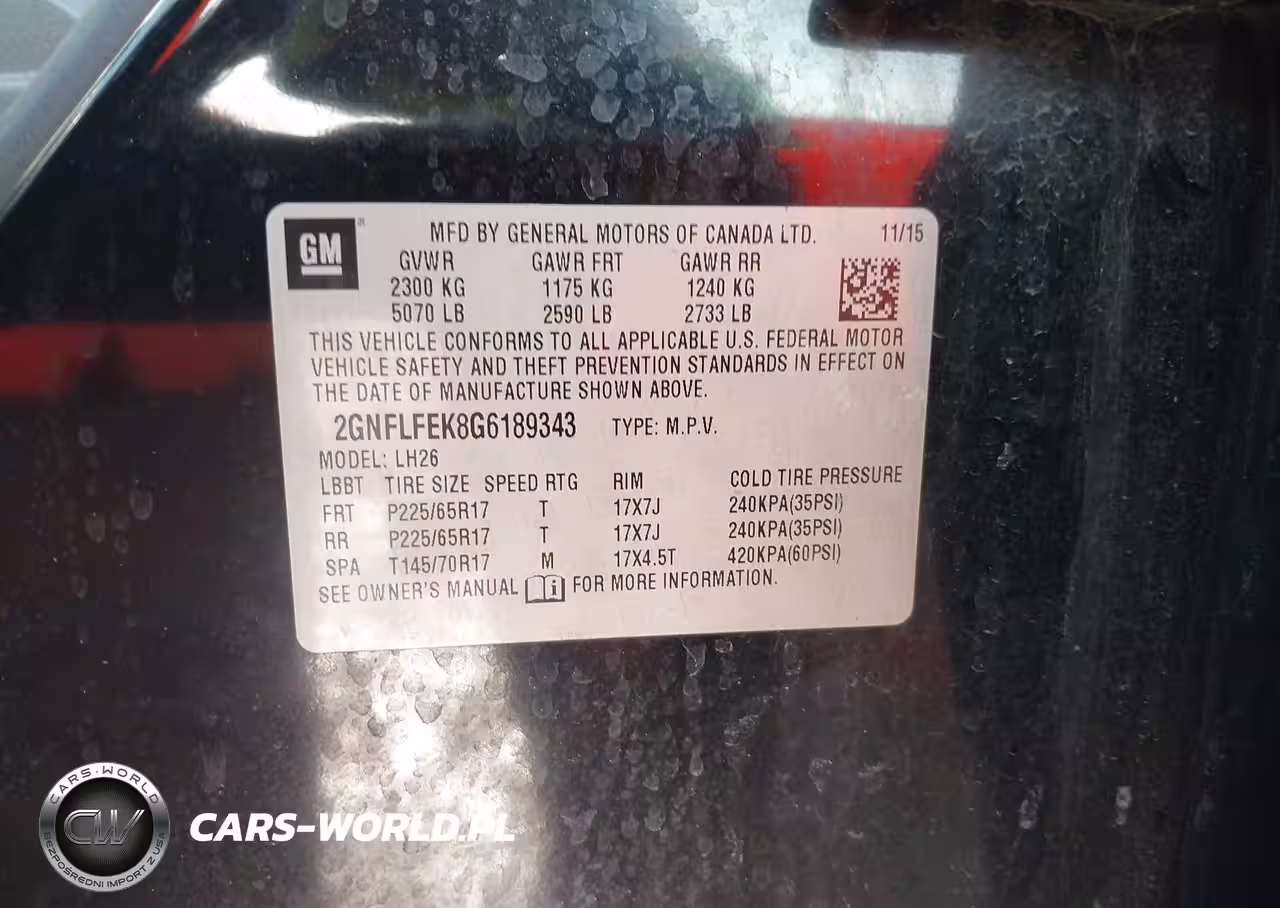 GM
MFD BY GENERAL MOTORS OF CANADA LTD. 11/15
GVWR GAWR FRT GAWR RR
2300 KG 1175 KG 1240 KG
5070 LB 2590 LB 2733 LB
THIS VEHICLE CONFORMS TO ALL APPLICABLE U.S. FEDERAL MOTOR
VEHICLE SAFETY AND THEFT PREVENTION STANDARDS IN EFFECT ON
THE DATE OF MANUFACTURE SHOWN ABOVE.
2GNFLFEK8G6189343 TYPE: M.P.V.
MODEL: LH26
LBBT TIRE SIZE SPEED RTG RIM COLD TIRE PRESSURE
FRT P225/65R17 T 17X7J 240KPA(35PSI)
RR P225/65R17 T 17X7J 240KPA(35PSI)
SPA T145/70R17 M 17X4.5T 420KPA(60PSI)
SEE OWNER'S MANUAL FOR MORE INFORMATION.
CARS-WORLD
CW
BEZPOŚREDNI IMPORT Z USA
CARS-WORLD.PL